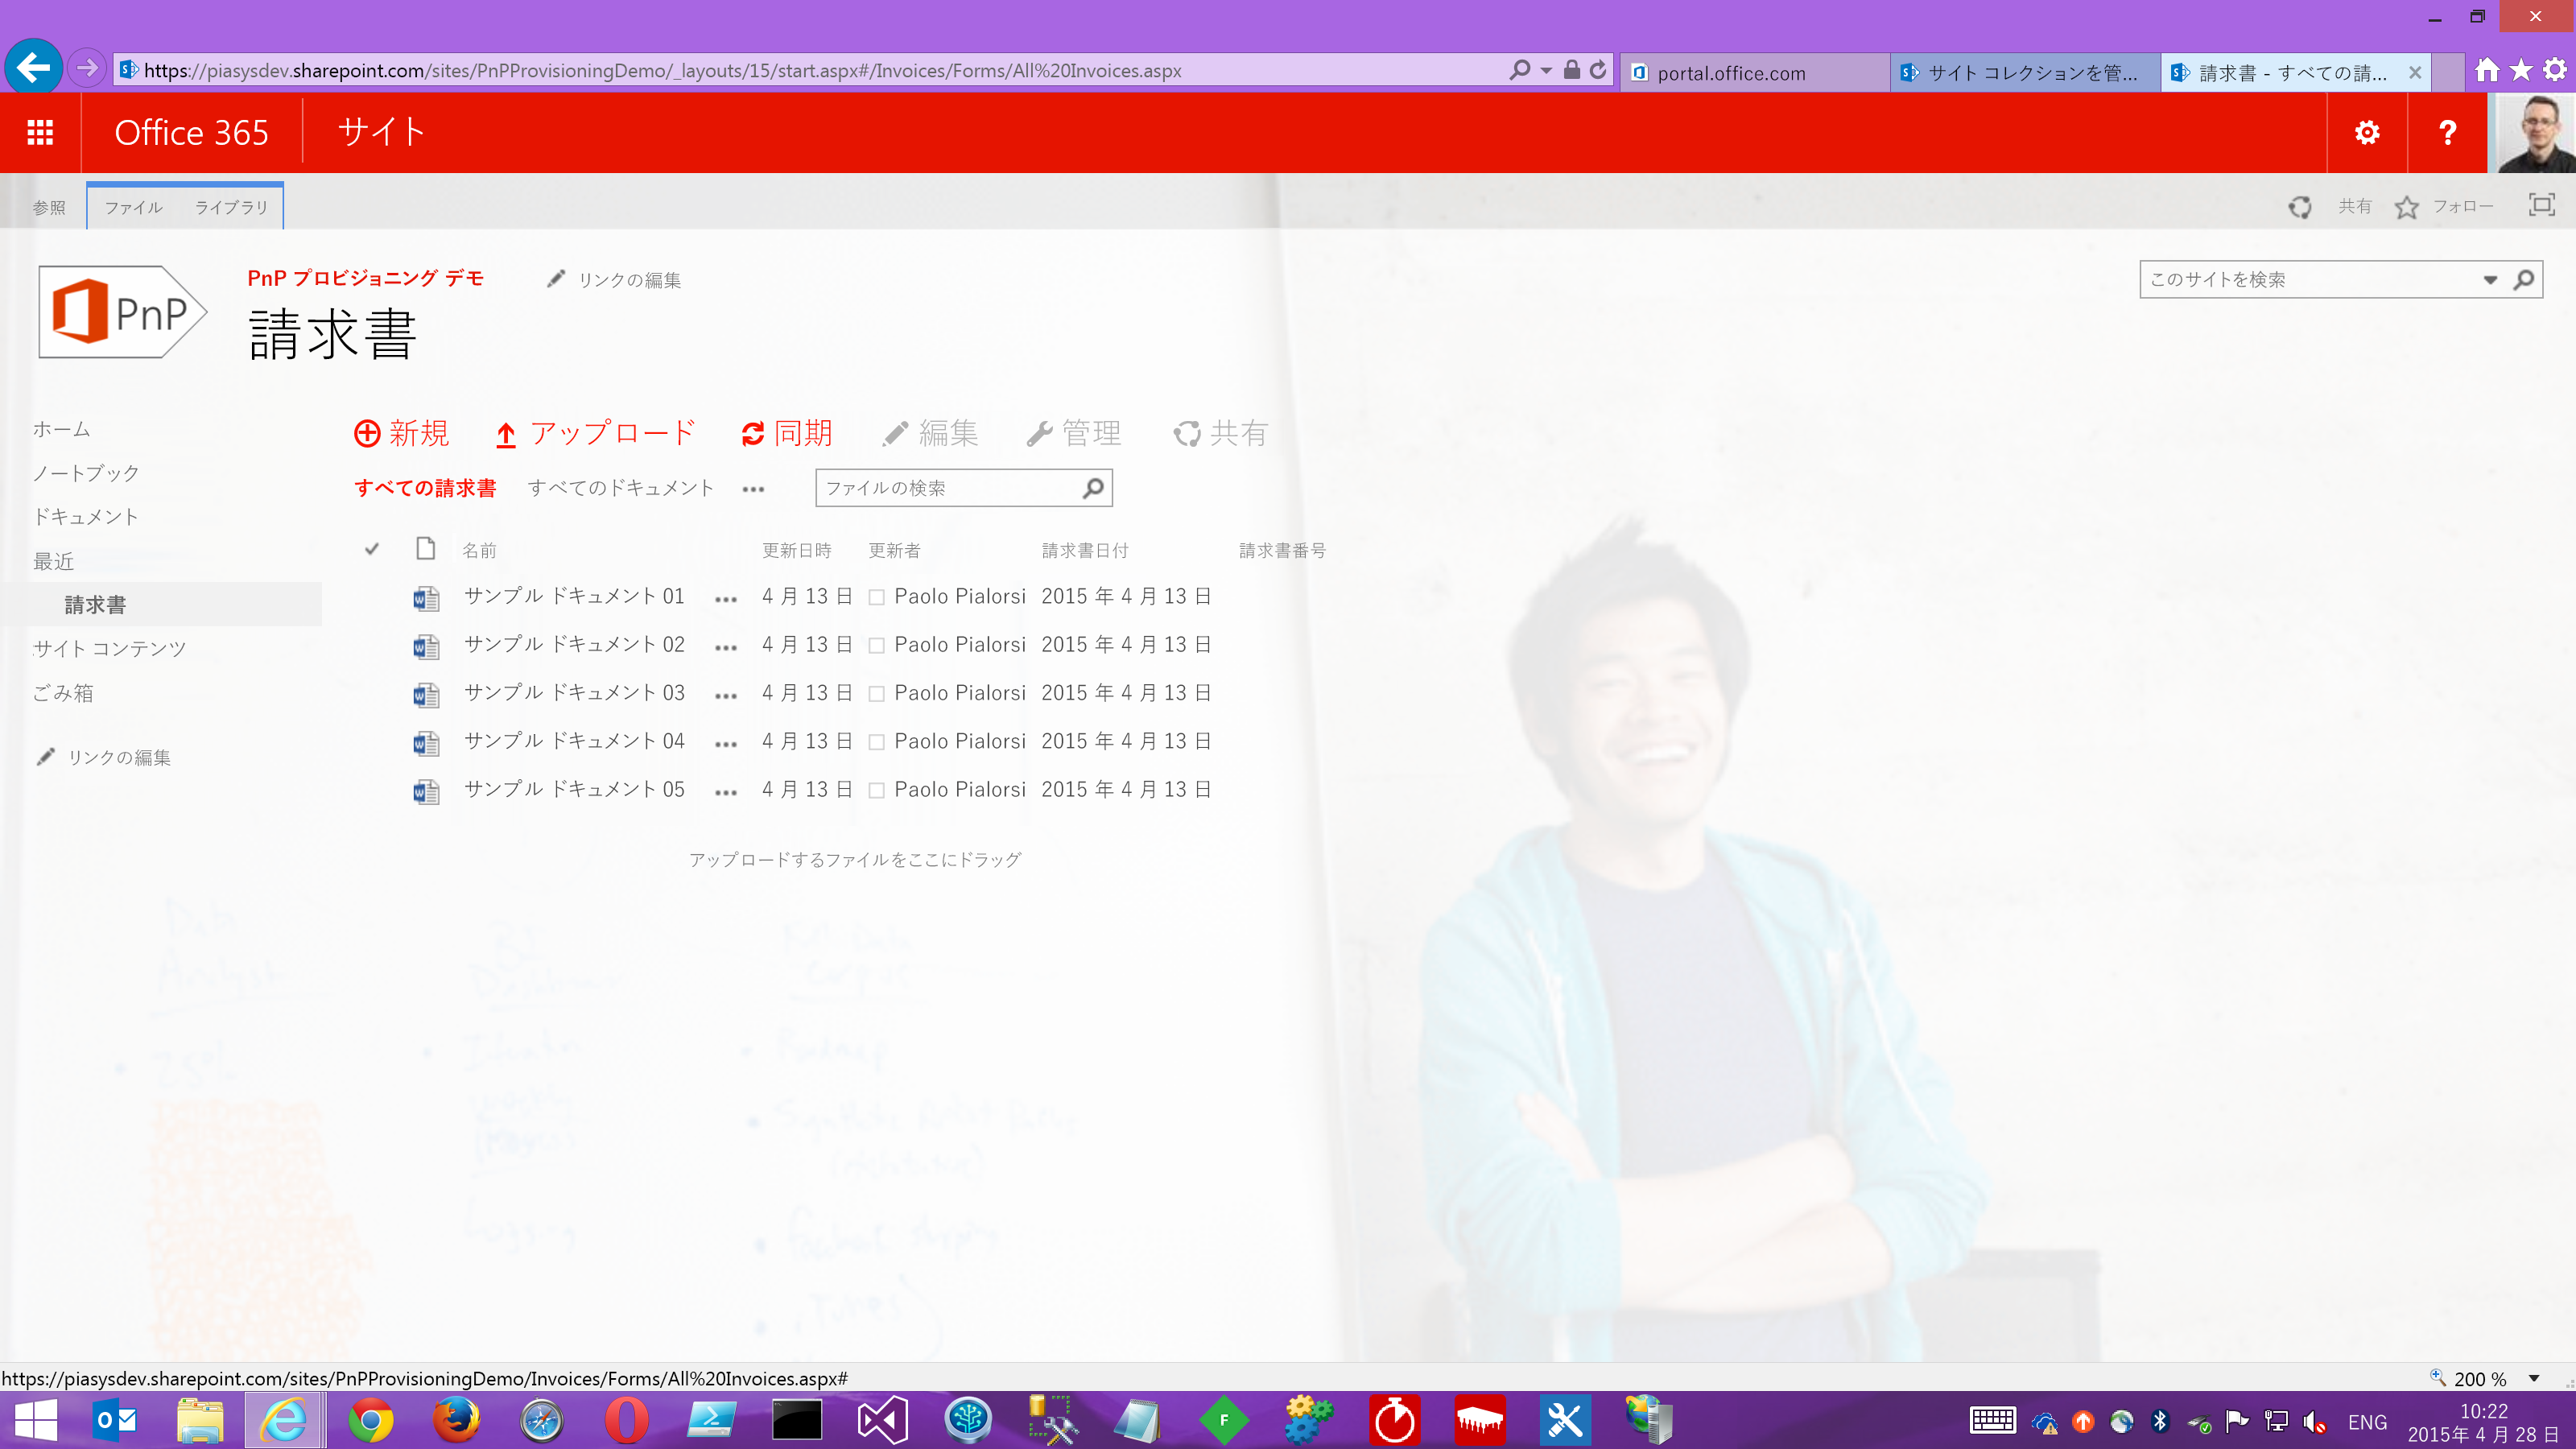 https://piasysdev.sharepoint.com/sites/PnPProvisioningDemo/_layouts/15/start.aspx#/Invoices/Forms/All%20Invoices.aspx
portal.office.com
サイト コレクションを管...
請求書 - すべての請...
Office 365
サイト
参照
ファイル
ライブラリ
共有
フォロー
PnP
PnP プロビジョニング デモ
リンクの編集
このサイトを検索
請求書
ホーム
ノートブック
ドキュメント
最近
請求書
サイト コンテンツ
ごみ箱
リンクの編集
新規 アップロード 同期 編集 管理 共有
すべての請求書 すべてのドキュメント ••• ファイルの検索
名前 更新日時 更新者 請求書日付 請求書番号
サンプル ドキュメント 01 ••• 4 月 13 日 Paolo Pialorsi 2015 年 4 月 13 日
サンプル ドキュメント 02 ••• 4 月 13 日 Paolo Pialorsi 2015 年 4 月 13 日
サンプル ドキュメント 03 ••• 4 月 13 日 Paolo Pialorsi 2015 年 4 月 13 日
サンプル ドキュメント 04 ••• 4 月 13 日 Paolo Pialorsi 2015 年 4 月 13 日
サンプル ドキュメント 05 ••• 4 月 13 日 Paolo Pialorsi 2015 年 4 月 13 日
アップロードするファイルをここにドラッグ
https://piasysdev.sharepoint.com/sites/PnPProvisioningDemo/Invoices/Forms/All%20Invoices.aspx#
200 %
ENG
10:22
2015年 4 月 28 日